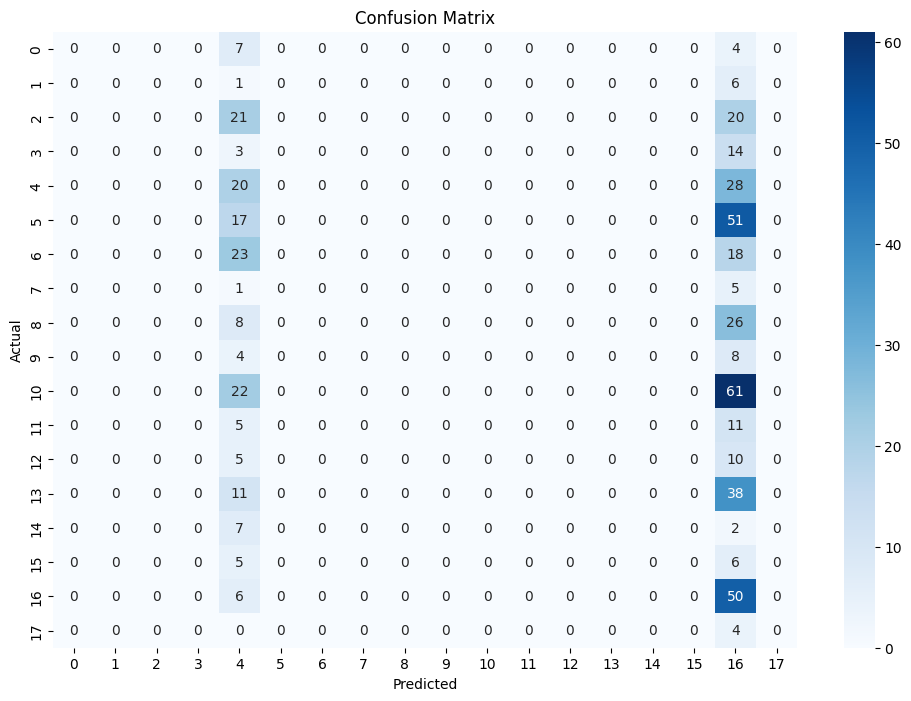 Confusion Matrix
0 0 0 0 0 7 0 0 0 0 0 0 0 0 0 0 0 4 0
1 0 0 0 0 1 0 0 0 0 0 0 0 0 0 0 0 6 0
2 0 0 0 0 21 0 0 0 0 0 0 0 0 0 0 0 20 0
3 0 0 0 0 3 0 0 0 0 0 0 0 0 0 0 0 14 0
4 0 0 0 0 20 0 0 0 0 0 0 0 0 0 0 0 28 0
5 0 0 0 0 17 0 0 0 0 0 0 0 0 0 0 0 51 0
6 0 0 0 0 23 0 0 0 0 0 0 0 0 0 0 0 18 0
7 0 0 0 0 1 0 0 0 0 0 0 0 0 0 0 0 5 0
8 0 0 0 0 8 0 0 0 0 0 0 0 0 0 0 0 26 0
9 0 0 0 0 4 0 0 0 0 0 0 0 0 0 0 0 8 0
10 0 0 0 0 22 0 0 0 0 0 0 0 0 0 0 0 61 0
11 0 0 0 0 5 0 0 0 0 0 0 0 0 0 0 0 11 0
12 0 0 0 0 5 0 0 0 0 0 0 0 0 0 0 0 10 0
13 0 0 0 0 11 0 0 0 0 0 0 0 0 0 0 0 38 0
14 0 0 0 0 7 0 0 0 0 0 0 0 0 0 0 0 2 0
15 0 0 0 0 5 0 0 0 0 0 0 0 0 0 0 0 6 0
16 0 0 0 0 6 0 0 0 0 0 0 0 0 0 0 0 50 0
17 0 0 0 0 0 0 0 0 0 0 0 0 0 0 0 0 4 0
0 1 2 3 4 5 6 7 8 9 10 11 12 13 14 15 16 17
Predicted
Actual
60
50
40
30
20
10
0